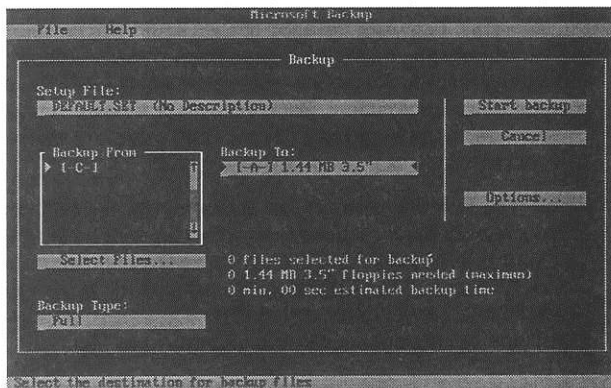 Microsoft Backup
File Help
Backup
Setup File:
DEFAULT.SET (No Description)
Start backup
Cancel
Backup From
[-C-]
Backup To:
[-A-] 1.44 MB 3.5"
Options...
Select Files...
0 files selected for backup
0 1.44 MB 3.5" floppies needed (maximum)
0 min, 00 sec estimated backup time
Backup Type:
Full
Select the destination for backup files